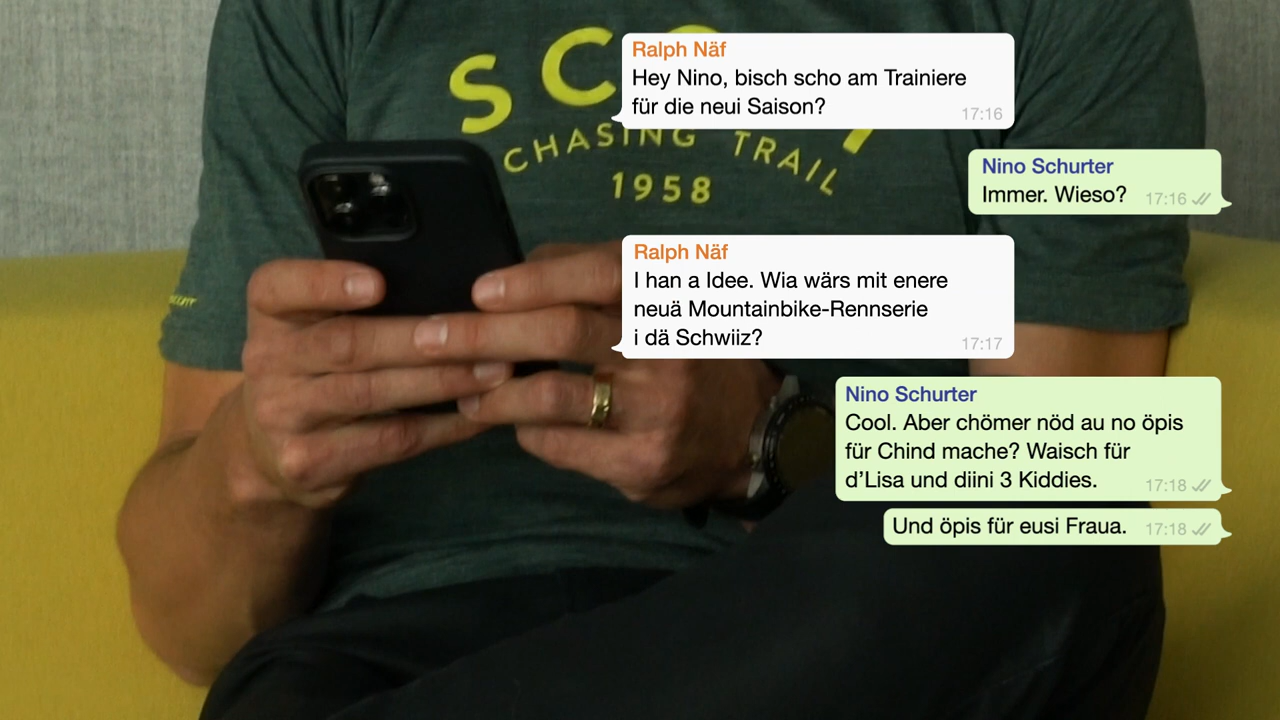 SCO
CHASING TRAIL
1958
Ralph Näf
Hey Nino, bisch scho am Trainiere
für die neui Saison?
17:16
Nino Schurter
Immer. Wieso?
17:16
Ralph Näf
I han a Idee. Wia wärs mit enere
neuä Mountainbike-Rennserie
i dä Schwiiz?
17:17
Nino Schurter
Cool. Aber chömer nöd au no öpis
für Chind mache? Waisch für
d’Lisa und diini 3 Kiddies.
17:18
Und öpis für eusi Fraua.
17:18